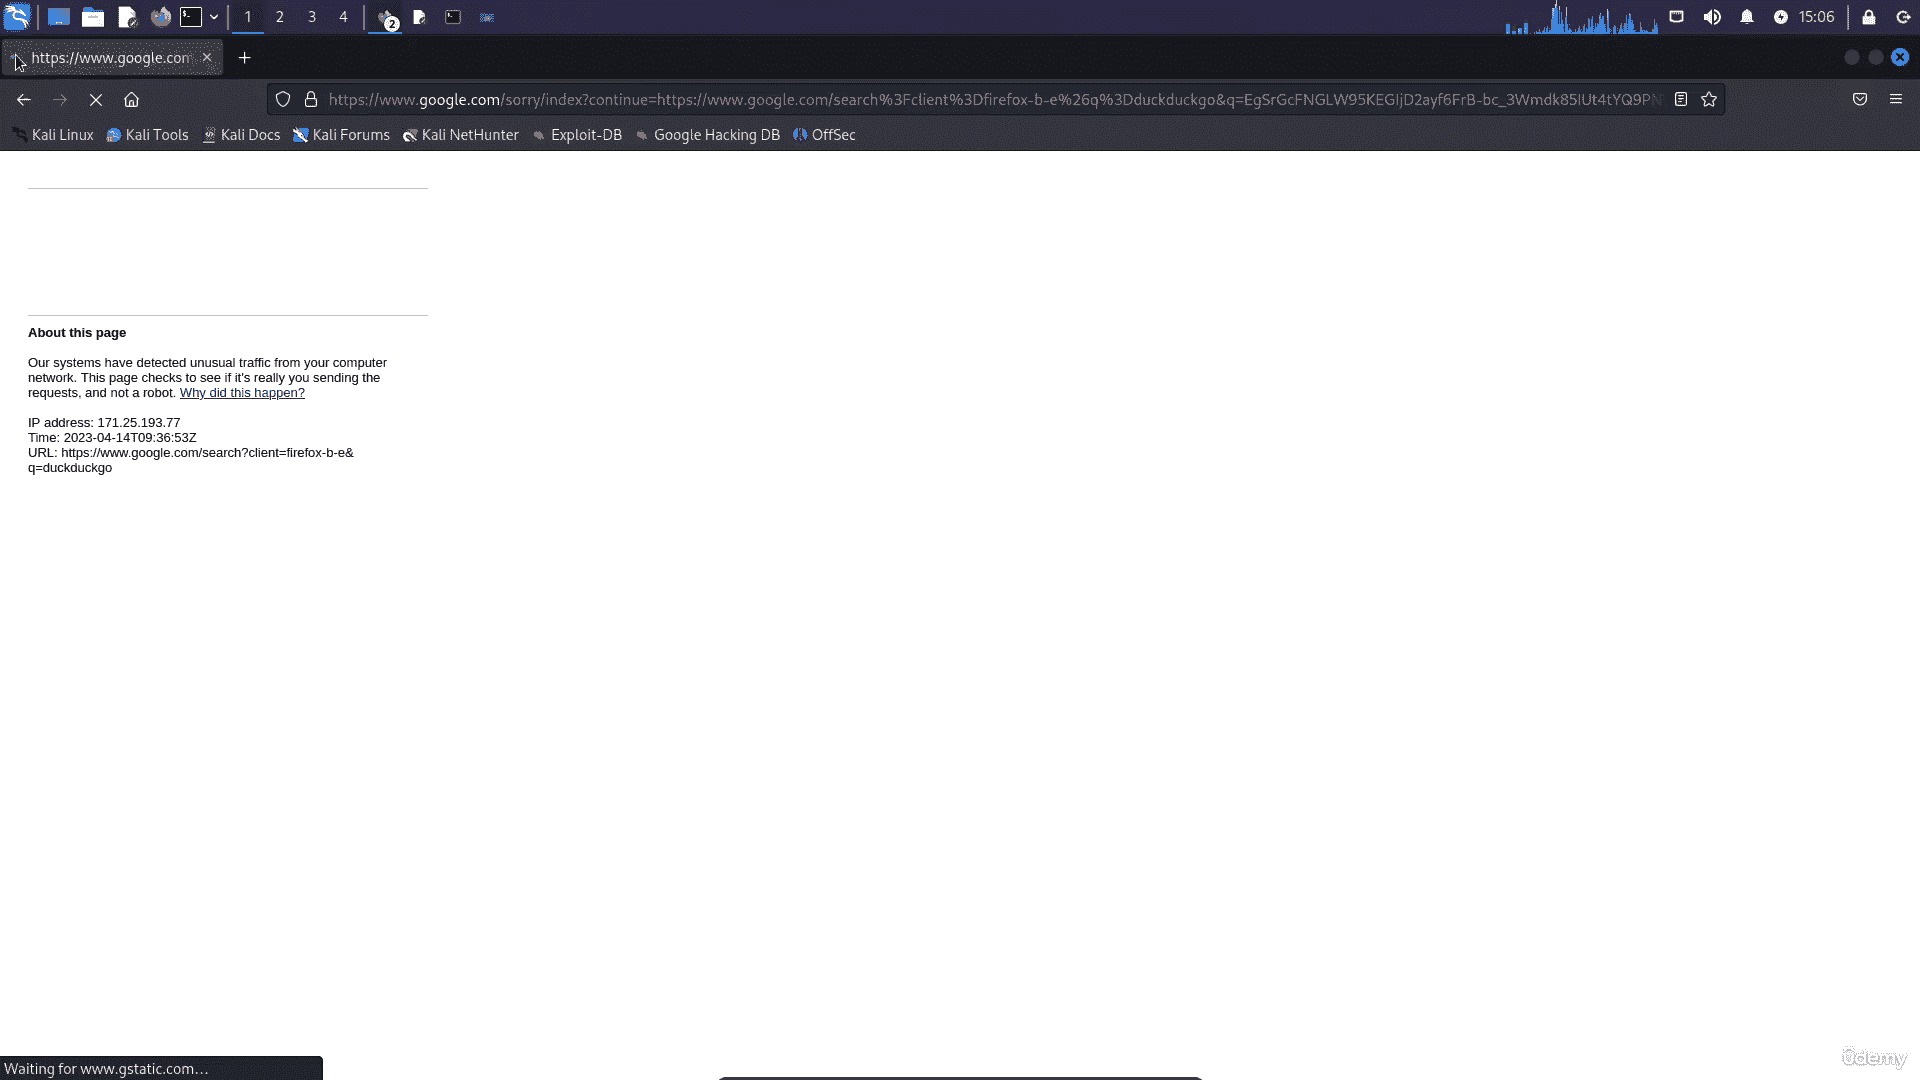 1 2 3 4 2 15:06
https://www.google.com
https://www.google.com/sorry/index?continue=https://www.google.com/search%3Fclient%3Dfirefox-b-e%26q%3Dduckduckgo&q=EgSrGcFNGLW95KEGIjD2ayf6FrB-bc_3Wmdk85IUt4tYQ9PN
Kali Linux Kali Tools Kali Docs Kali Forums Kali NetHunter Exploit-DB Google Hacking DB OffSec
About this page
Our systems have detected unusual traffic from your computer
network. This page checks to see if it's really you sending the
requests, and not a robot. Why did this happen?
IP address: 171.25.193.77
Time: 2023-04-14T09:36:53Z
URL: https://www.google.com/search?client=firefox-b-e&
q=duckduckgo
Waiting for www.gstatic.com…
Udemy